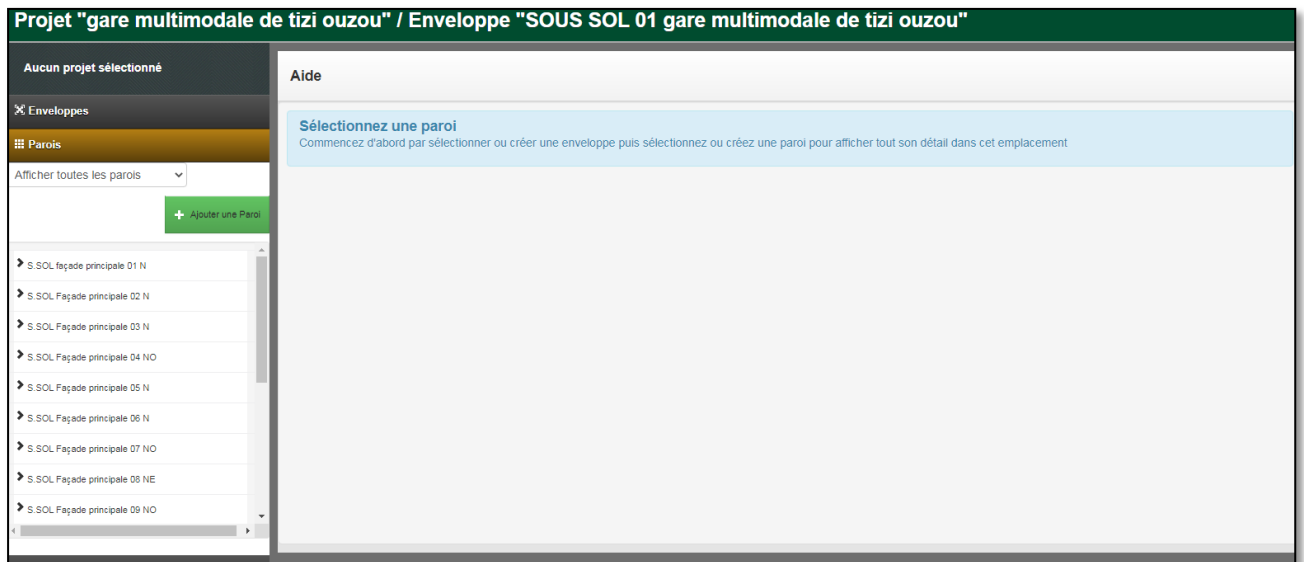 Projet "gare multimodale de tizi ouzou" / Enveloppe "SOUS SOL 01 gare multimodale de tizi ouzou"
Aucun projet sélectionné
Enveloppes
Parois
Afficher toutes les parois
Ajouter une Paroi
S.SOL façade principale 01 N
S.SOL Façade principale 02 N
S.SOL Façade principale 03 N
S.SOL Façade principale 04 NO
S.SOL Façade principale 05 N
S.SOL Façade principale 06 N
S.SOL Façade principale 07 NO
S.SOL Façade principale 08 NE
S.SOL Façade principale 09 NO
Aide
Sélectionnez une paroi
Commencez d'abord par sélectionner ou créer une enveloppe puis sélectionnez ou créez une paroi pour afficher tout son détail dans cet emplacement